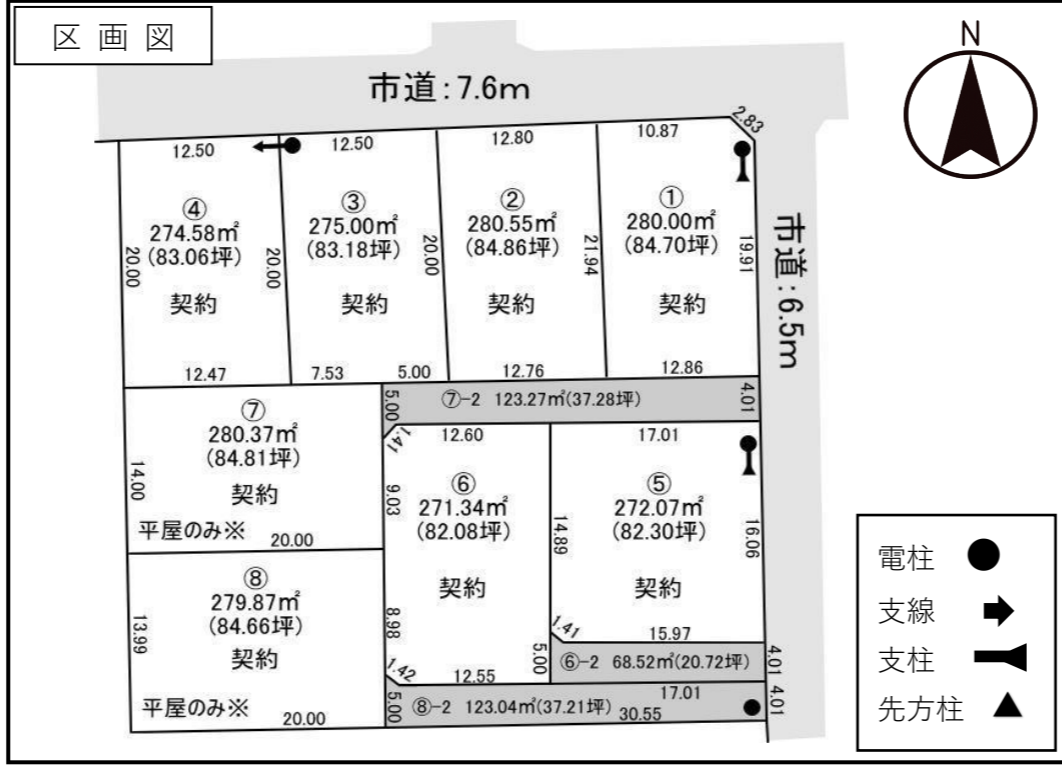 区画図
N
市道:7.6m
市道:6.5m
2.83
12.50
④
274.58㎡
(83.06坪)
契約
20.00
20.00
12.47
12.50
③
275.00㎡
(83.18坪)
契約
20.00
7.53
5.00
12.80
②
280.55㎡
(84.86坪)
契約
21.94
12.76
10.87
①
280.00㎡
(84.70坪)
契約
19.91
12.86
⑦-2 123.27㎡(37.28坪)
5.00
4.01
1.41
⑦
280.37㎡
(84.81坪)
契約
平屋のみ※
14.00
20.00
12.60
⑥
271.34㎡
(82.08坪)
契約
9.03
8.98
14.89
5.00
1.42
12.55
17.01
⑤
272.07㎡
(82.30坪)
契約
16.06
1.41
15.97
⑥-2 68.52㎡(20.72坪)
4.01
⑧
279.87㎡
(84.66坪)
契約
平屋のみ※
13.99
20.00
5.00
⑧-2 123.04㎡(37.21坪)
17.01
30.55
4.01
電柱
支線
支柱
先方柱